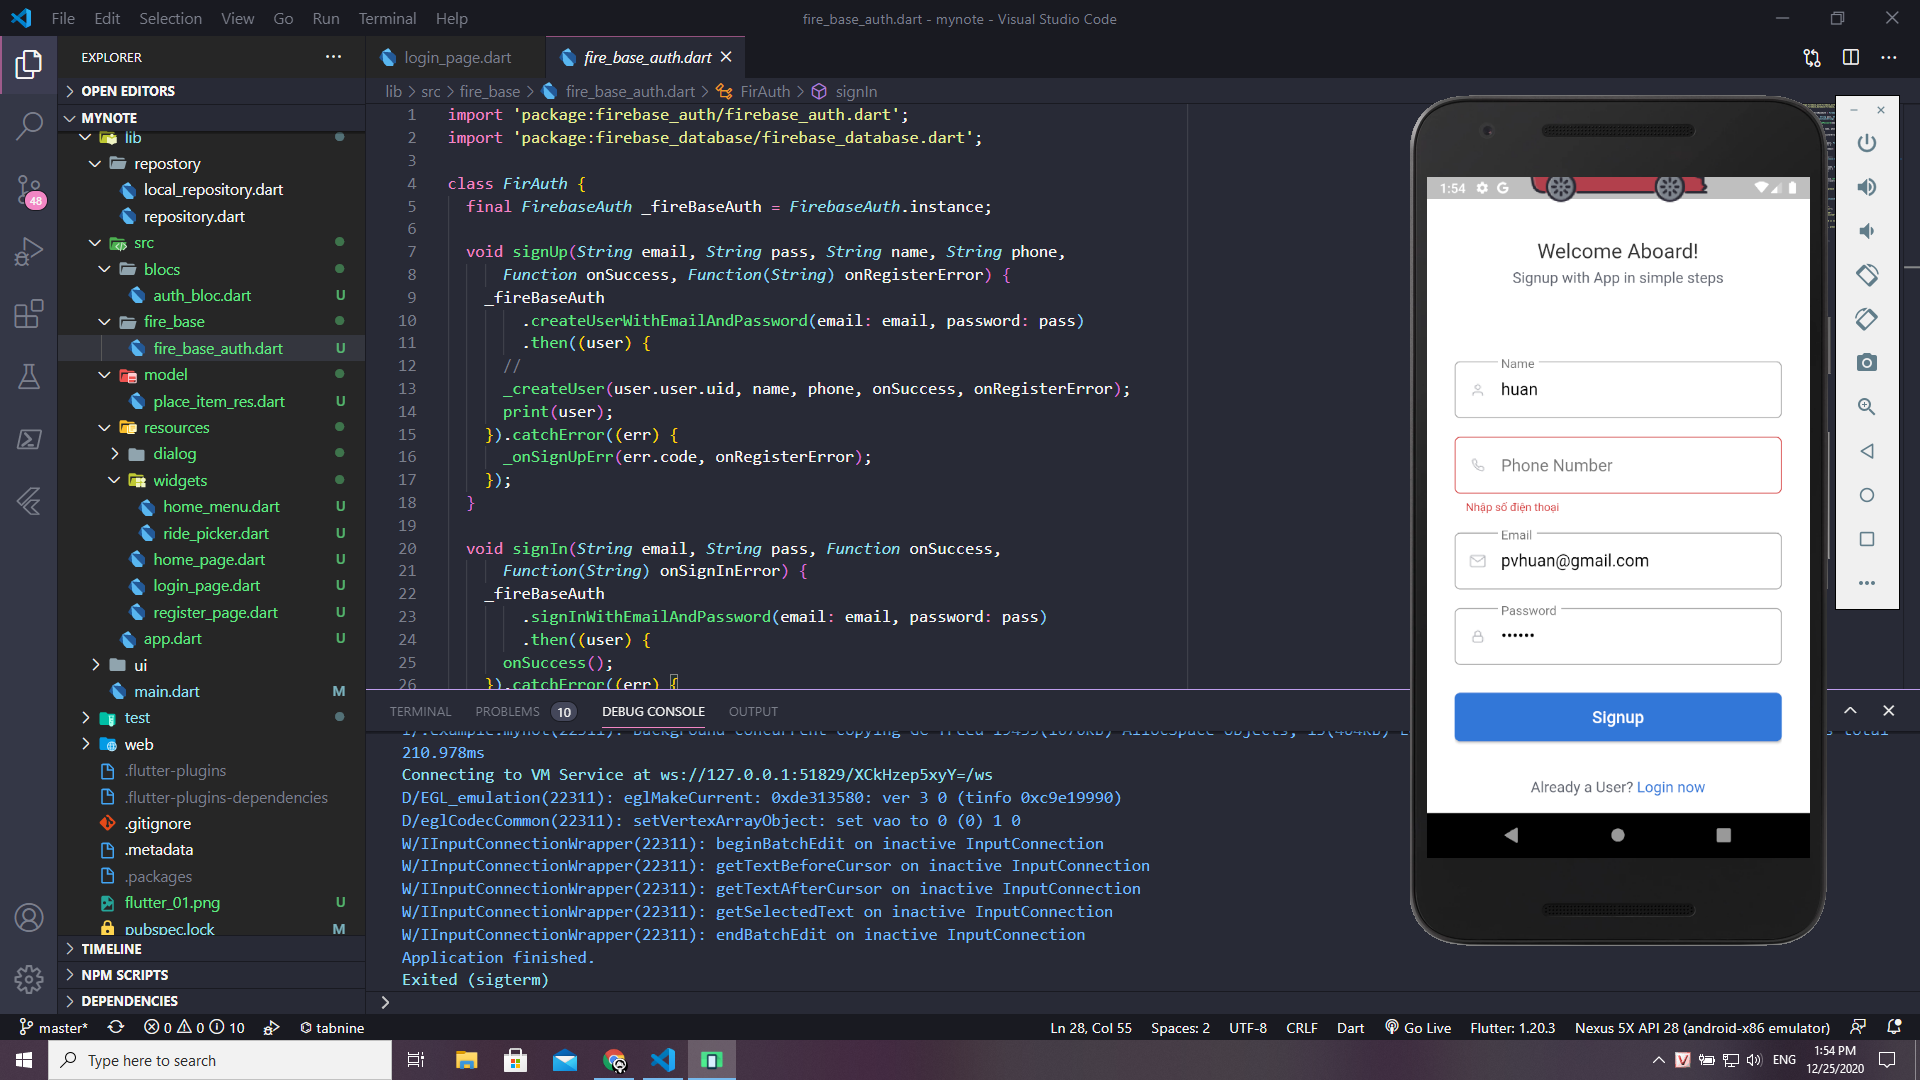 File Edit Selection View Go Run Terminal Help
fire_base_auth.dart - mynote - Visual Studio Code
EXPLORER
OPEN EDITORS
MYNOTE
lib
repostory
local_repository.dart
repository.dart
src
blocs
auth_bloc.dart U
fire_base
fire_base_auth.dart U
model
place_item_res.dart U
resources
dialog
widgets
home_menu.dart U
ride_picker.dart U
home_page.dart U
login_page.dart U
register_page.dart U
app.dart U
ui
main.dart M
test
web
.flutter-plugins
.flutter-plugins-dependencies
.gitignore
.metadata
.packages
flutter_01.png U
pubspec.lock M
TIMELINE
NPM SCRIPTS
DEPENDENCIES
48
login_page.dart
fire_base_auth.dart
lib > src > fire_base > fire_base_auth.dart > FirAuth > signIn
1 import 'package:firebase_auth/firebase_auth.dart';
2 import 'package:firebase_database/firebase_database.dart';
3
4 class FirAuth {
5 final FirebaseAuth _fireBaseAuth = FirebaseAuth.instance;
6
7 void signUp(String email, String pass, String name, String phone,
8 Function onSuccess, Function(String) onRegisterError) {
9 _fireBaseAuth
10 .createUserWithEmailAndPassword(email: email, password: pass)
11 .then((user) {
12 //
13 _createUser(user.user.uid, name, phone, onSuccess, onRegisterError);
14 print(user);
15 }).catchError((err) {
16 _onSignUpErr(err.code, onRegisterError);
17 });
18 }
19
20 void signIn(String email, String pass, Function onSuccess,
21 Function(String) onSignInError) {
22 _fireBaseAuth
23 .signInWithEmailAndPassword(email: email, password: pass)
24 .then((user) {
25 onSuccess();
26 }).catchError((err) {
TERMINAL PROBLEMS 10 DEBUG CONSOLE OUTPUT
210.978ms
Connecting to VM Service at ws://127.0.0.1:51829/XCkHzep5xyY=/ws
D/EGL_emulation(22311): eglMakeCurrent: 0xde313580: ver 3 0 (tinfo 0xc9e19990)
D/eglCodecCommon(22311): setVertexArrayObject: set vao to 0 (0) 1 0
W/IInputConnectionWrapper(22311): beginBatchEdit on inactive InputConnection
W/IInputConnectionWrapper(22311): getTextBeforeCursor on inactive InputConnection
W/IInputConnectionWrapper(22311): getTextAfterCursor on inactive InputConnection
W/IInputConnectionWrapper(22311): getSelectedText on inactive InputConnection
W/IInputConnectionWrapper(22311): endBatchEdit on inactive InputConnection
Application finished.
Exited (sigterm)
1:54
Welcome Aboard!
Signup with App in simple steps
Name
huan
Phone Number
Nhập số điện thoại
Email
pvhuan@gmail.com
Password
••••••
Signup
Already a User? Login now
master* 0 0 10 tabnine
Ln 28, Col 55 Spaces: 2 UTF-8 CRLF Dart Go Live Flutter: 1.20.3 Nexus 5X API 28 (android-x86 emulator)
Type here to search
ENG
1:54 PM
12/25/2020